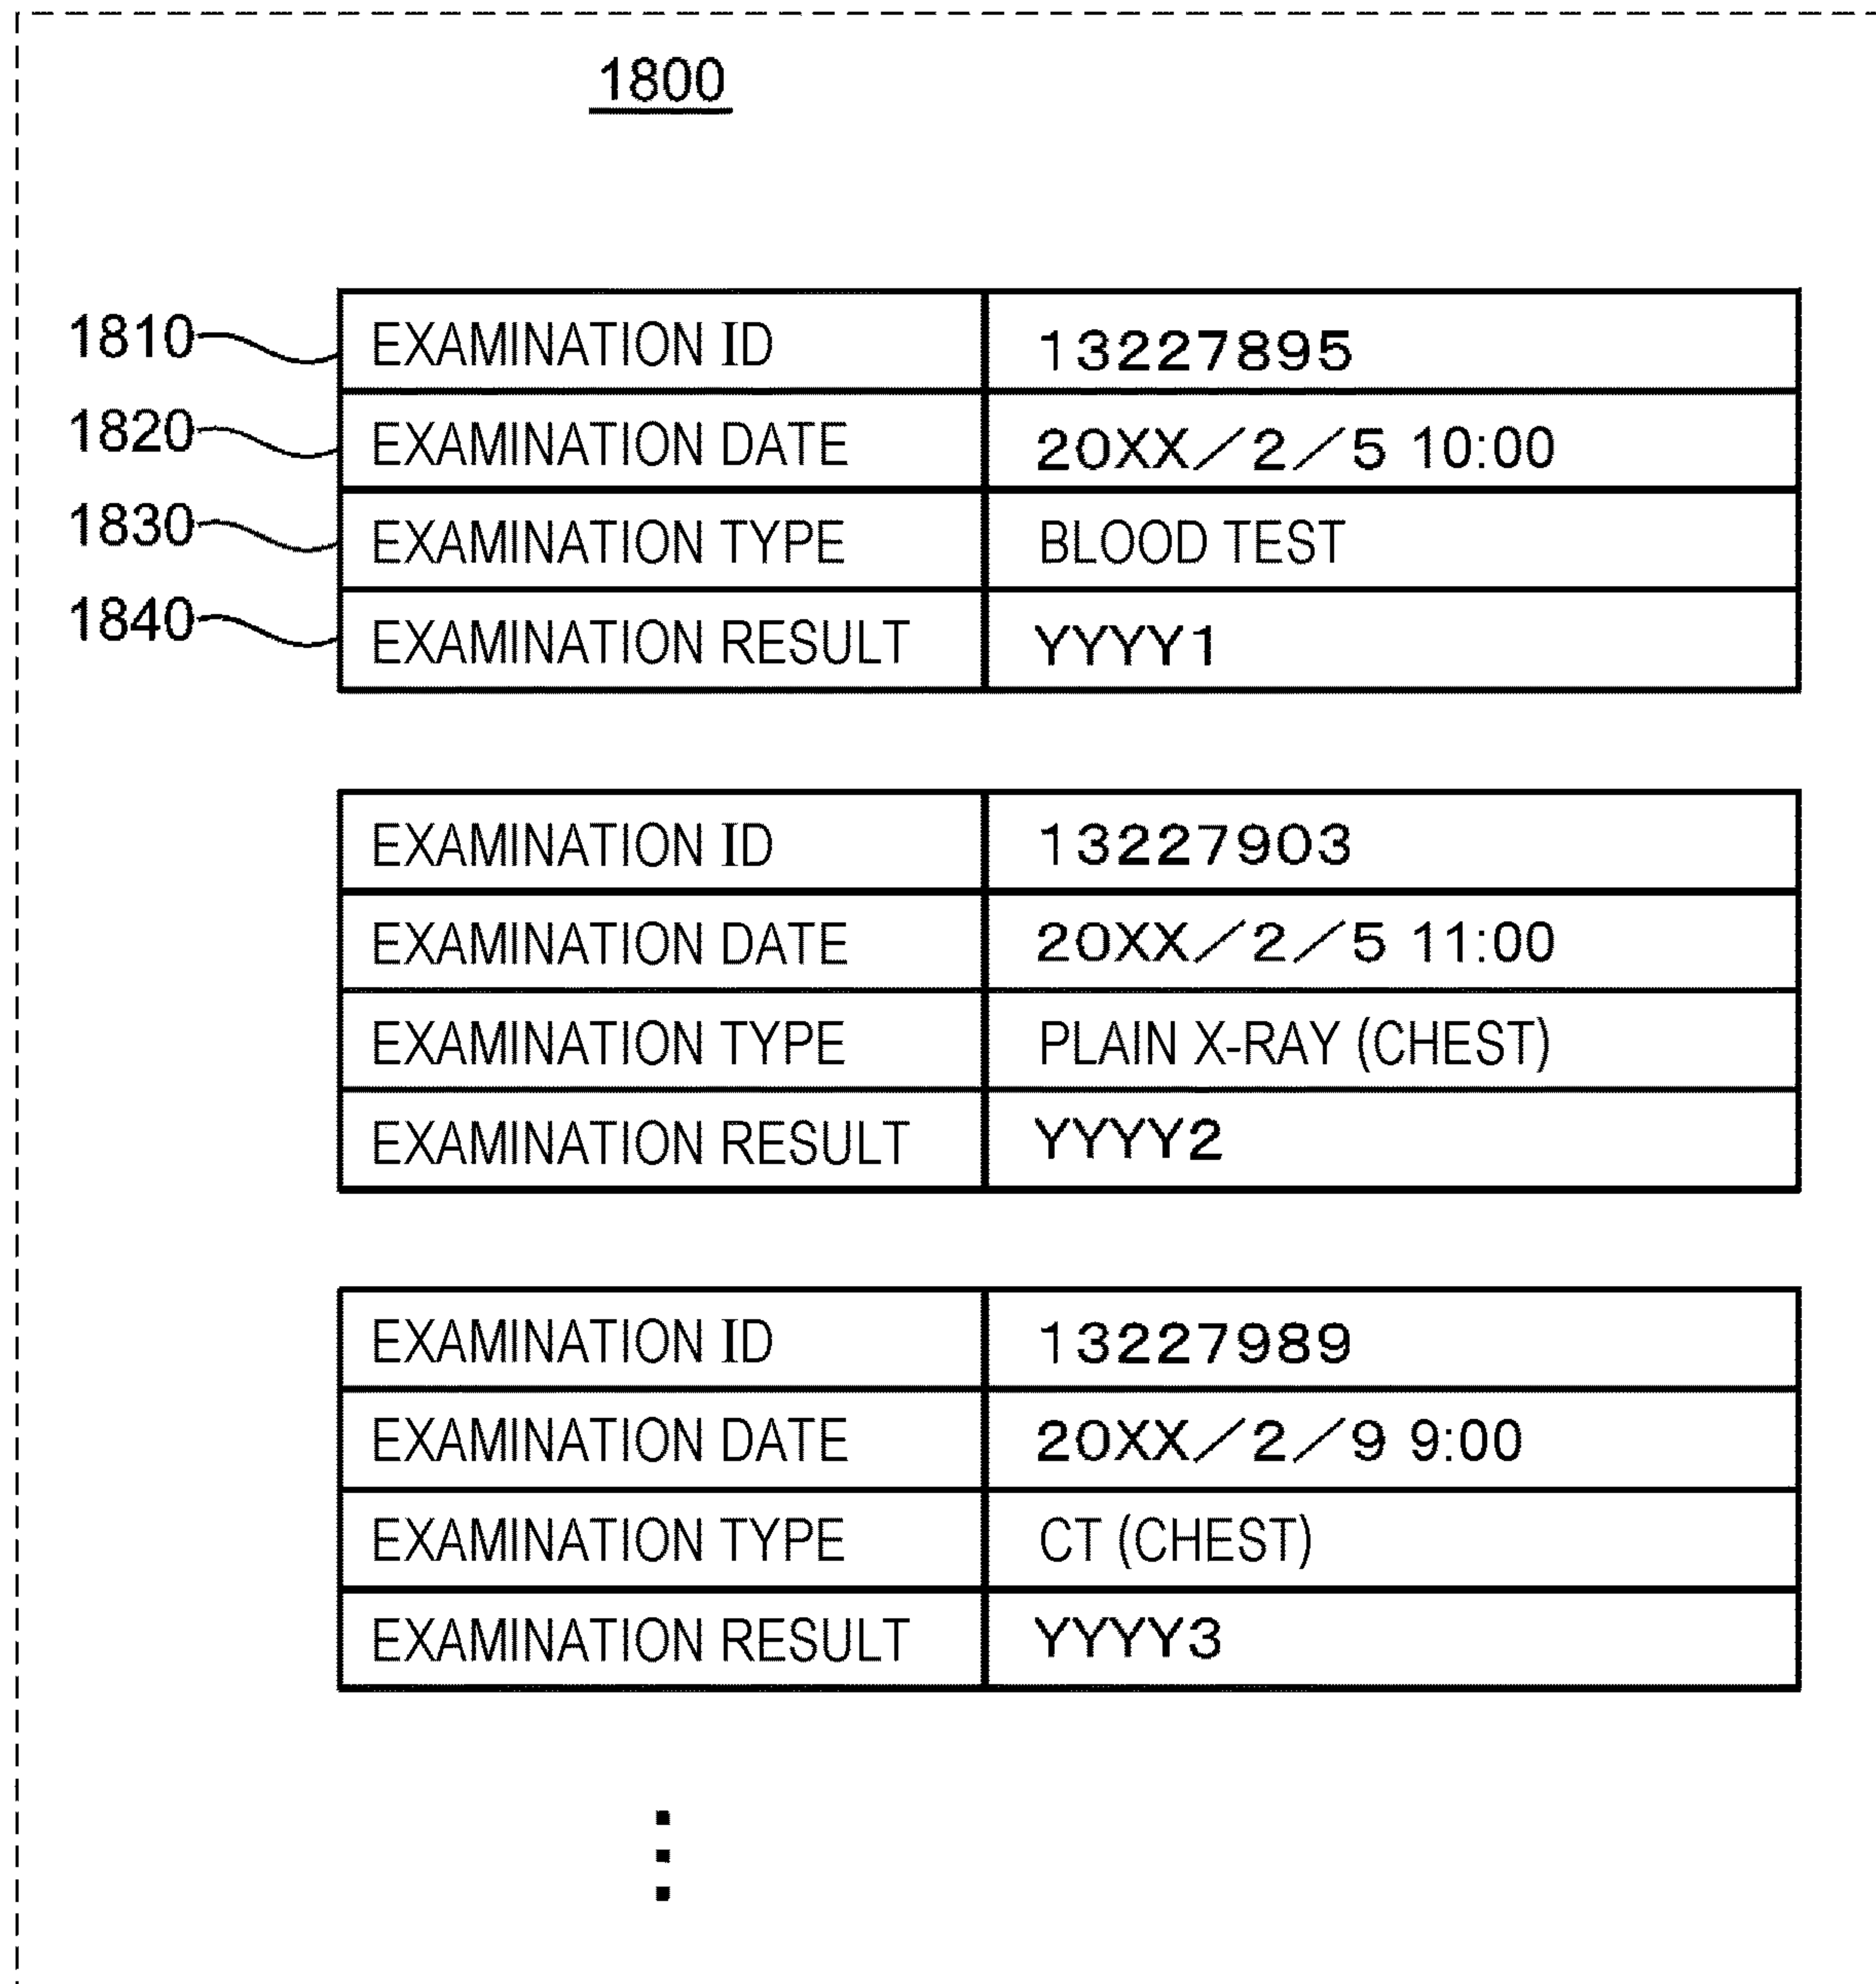 1800
1810 EXAMINATION ID 13227895
1820 EXAMINATION DATE 20XX/2/5 10:00
1830 EXAMINATION TYPE BLOOD TEST
1840 EXAMINATION RESULT YYYY1
EXAMINATION ID 13227903
EXAMINATION DATE 20XX/2/5 11:00
EXAMINATION TYPE PLAIN X-RAY (CHEST)
EXAMINATION RESULT YYYY2
EXAMINATION ID 13227989
EXAMINATION DATE 20XX/2/9 9:00
EXAMINATION TYPE CT (CHEST)
EXAMINATION RESULT YYYY3